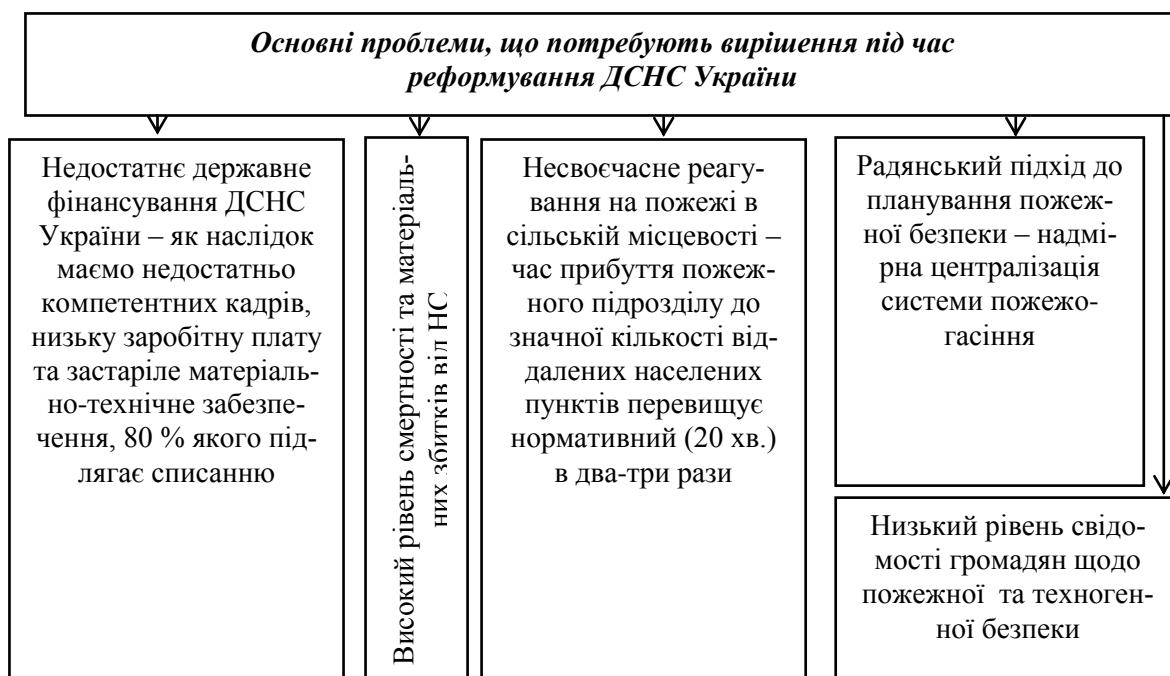 Основні проблеми, що потребують вирішення під час
реформування ДСНС України
Недостатнє державне
фінансування ДСНС
України – як наслідок
маємо недостатньо
компетентних кадрів,
низьку заробітну плату
та застаріле матеріаль-
но-технічне забезпе-
чення, 80 % якого під-
лягає списанню
Високий рівень смертності та матеріаль-
них збитків від НС
Несвоєчасне реагу-
вання на пожежі в
сільській місцевості –
час прибуття пожеж-
ного підрозділу до
значної кількості від-
далених населених
пунктів перевищує
нормативний (20 хв.)
в два-три рази
Радянський підхід до
планування пожеж-
ної безпеки – надмі-
рна централізація
системи пожежо-
гасіння
Низький рівень свідо-
мості громадян щодо
пожежної та техноген-
ної безпеки